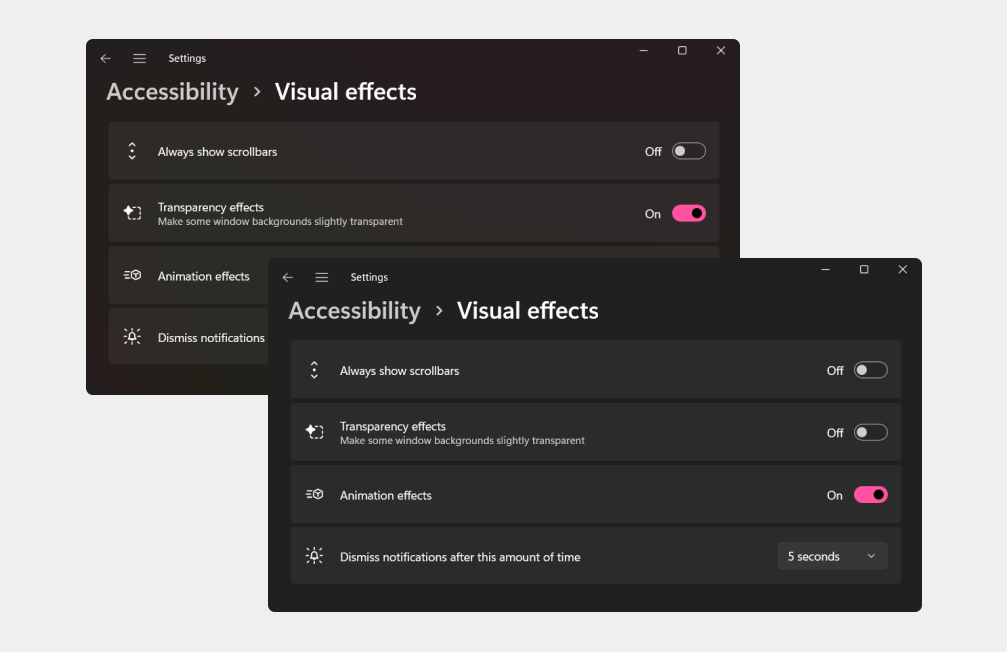 Settings
Accessibility › Visual effects
Always show scrollbars
Off
Transparency effects
On
Make some window backgrounds slightly transparent
Animation effects
Dismiss notifications
Settings
Accessibility › Visual effects
Always show scrollbars
Off
Transparency effects
Off
Make some window backgrounds slightly transparent
Animation effects
On
Dismiss notifications after this amount of time
5 seconds